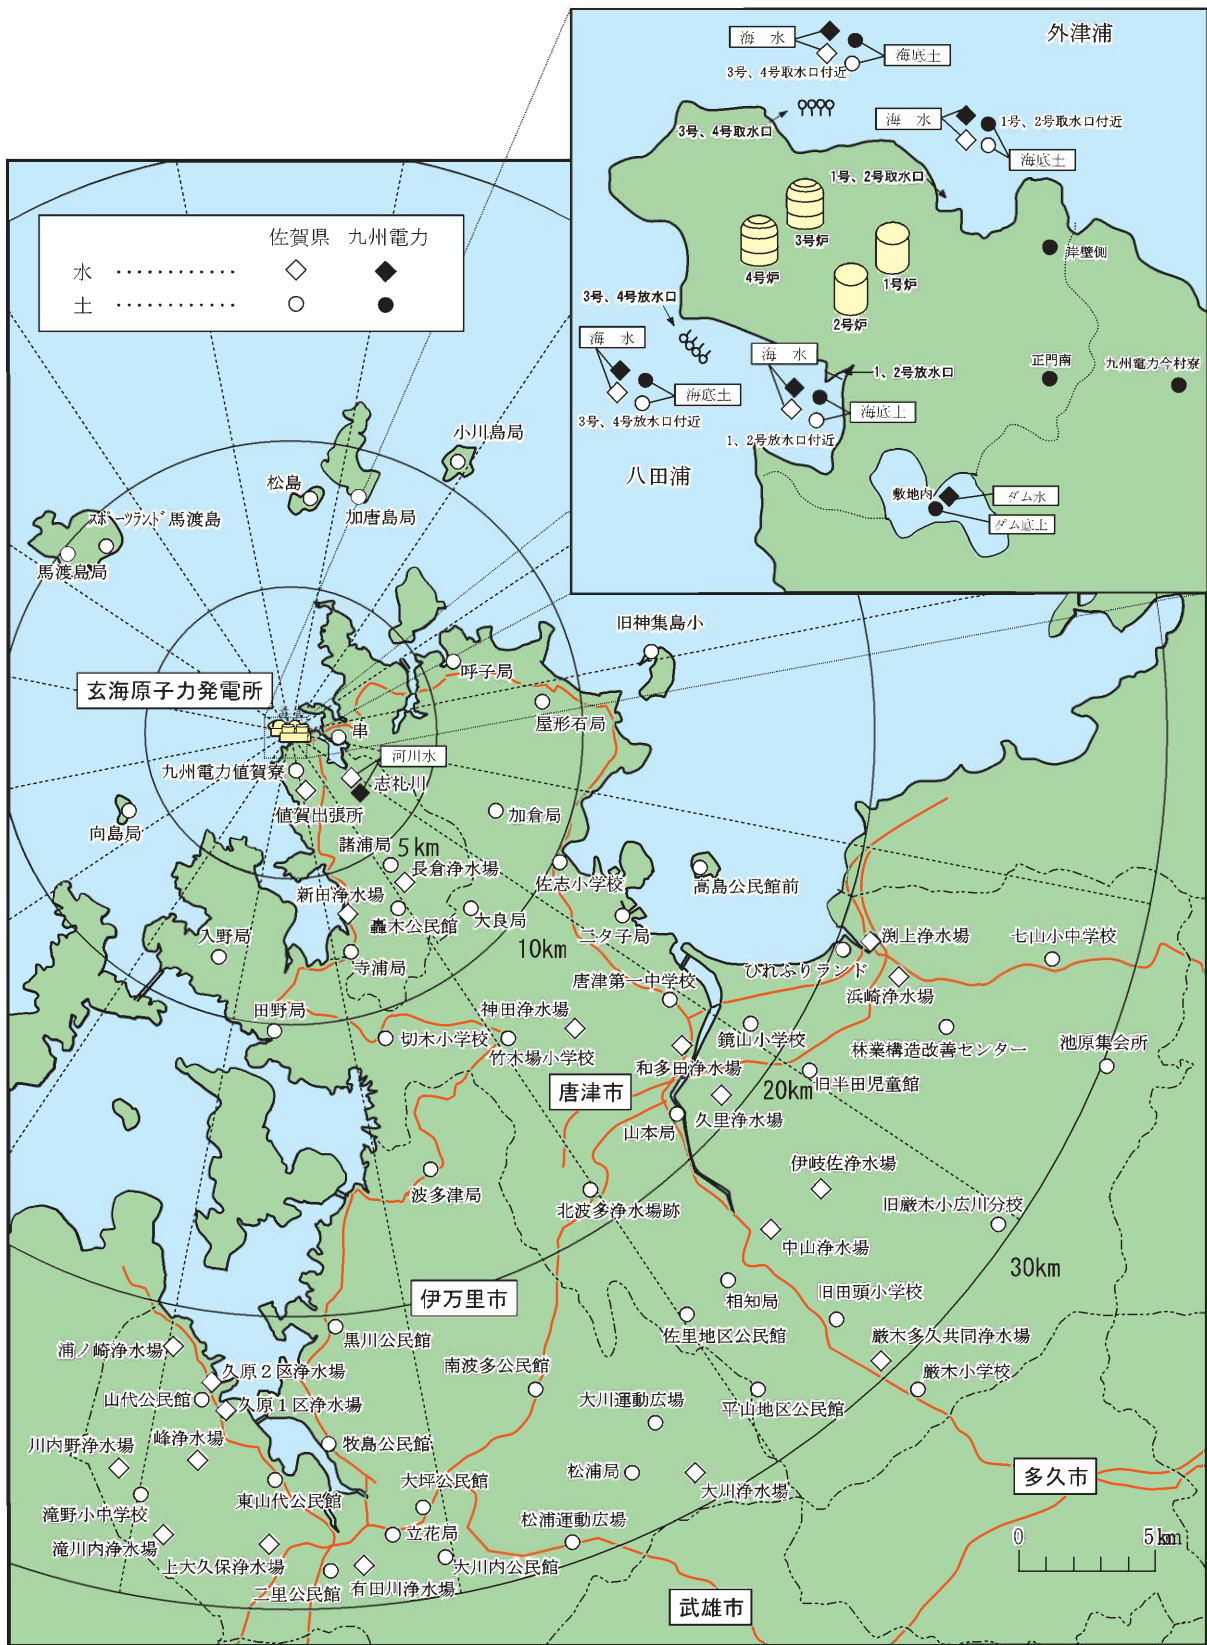 外津浦
海 水
海底土
3号、4号取水口付近
3号、4号取水口
海 水
1号、2号取水口付近
海底土
1号、2号取水口
3号炉
4号炉
1号炉
2号炉
岸壁側
3号、4号放水口
海 水
海底土
3号、4号放水口付近
海 水
1、2号放水口
海底土
1、2号放水口付近
正門南
九州電力今村寮
八田浦
敷地内
ダム水
ダム底土
佐賀県 九州電力
水 ‥‥‥‥‥‥
土 ‥‥‥‥‥‥
小川島局
松島
加唐島局
スポーツランド馬渡島
馬渡島局
旧神集島小
呼子局
玄海原子力発電所
屋形石局
串
河川水
九州電力値賀寮
志礼川
値賀出張所
加倉局
向島局
諸浦局
5km
長倉浄水場
佐志小学校
高島公民館前
新田浄水場
轟木公民館
大良局
二タ子局
入野局
10km
寺浦局
渕上浄水場
七山小中学校
ひれふりランド
浜崎浄水場
唐津第一中学校
田野局
神田浄水場
切木小学校
竹木場小学校
鏡山小学校
林業構造改善センター
池原集会所
和多田浄水場
唐津市
20km
旧半田児童館
久里浄水場
山本局
伊岐佐浄水場
波多津局
北波多浄水場跡
旧厳木小広川分校
中山浄水場
30km
伊万里市
相知局
旧田頭小学校
黒川公民館
佐里地区公民館
厳木多久共同浄水場
浦ノ崎浄水場
久原2区浄水場
南波多公民館
厳木小学校
山代公民館
久原1区浄水場
大川運動広場
平山地区公民館
川内野浄水場
峰浄水場
牧島公民館
松浦局
大川浄水場
多久市
東山代公民館
大坪公民館
滝野小中学校
立花局
松浦運動広場
滝川内浄水場
上大久保浄水場
大川内公民館
二里公民館
有田川浄水場
武雄市
0 5km